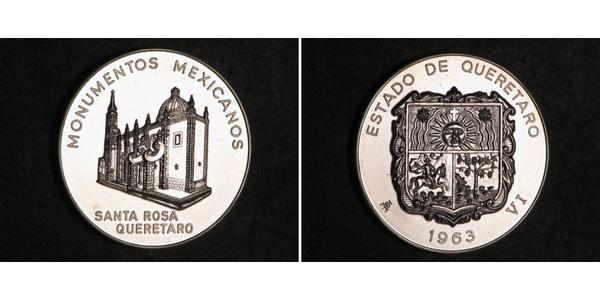 MONUMENTOS MEXICANOS
SANTA ROSA
QUERETARO
ESTADO DE QUERETARO
VI
1963